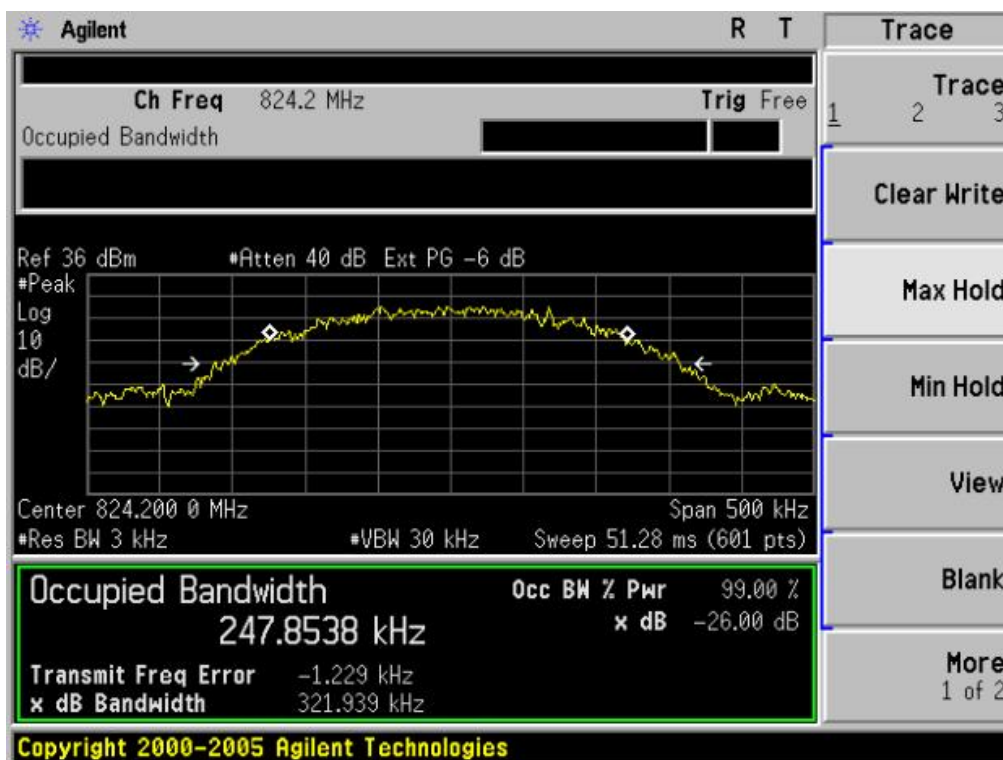 Agilent R T Trace
Ch Freq 824.2 MHz Trig Free
Occupied Bandwidth
Trace
1 2 3
Clear Write
Max Hold
Min Hold
View
Blank
More
1 of 2
Ref 36 dBm #Atten 40 dB Ext PG -6 dB
#Peak
Log
10
dB/
Center 824.200 0 MHz Span 500 kHz
#Res BW 3 kHz #VBW 30 kHz Sweep 51.28 ms (601 pts)
Occupied Bandwidth Occ BW % Pwr 99.00 %
247.8538 kHz x dB -26.00 dB
Transmit Freq Error -1.229 kHz
x dB Bandwidth 321.939 kHz
Copyright 2000-2005 Agilent Technologies